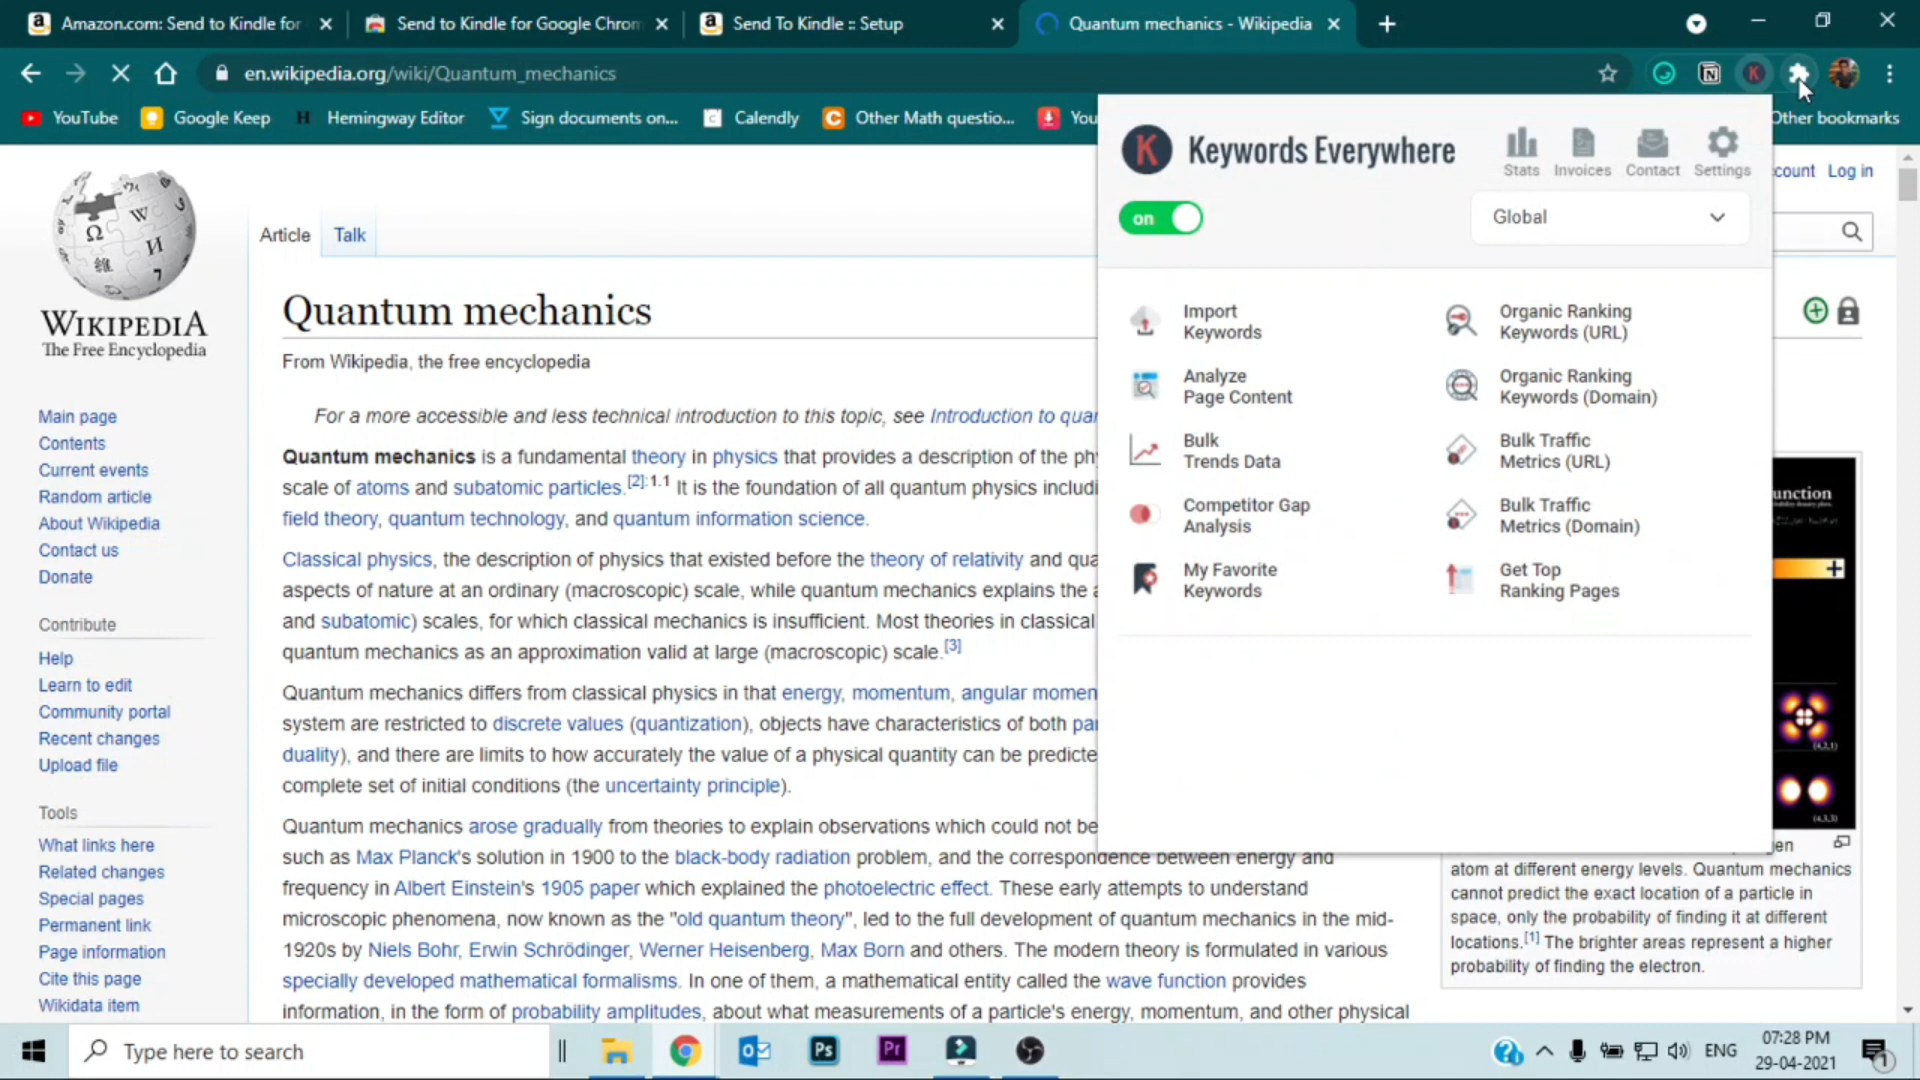 Amazon.com: Send to Kindle for
Send to Kindle for Google Chrom
Send To Kindle :: Setup
Quantum mechanics - Wikipedia
en.wikipedia.org/wiki/Quantum_mechanics
YouTube
Google Keep
Hemingway Editor
Sign documents on...
Calendly
Other Math questio...
You
Other bookmarks
Keywords Everywhere
Stats
Invoices
Contact
Settings
on
Global
Import
Keywords
Organic Ranking
Keywords (URL)
Analyze
Page Content
Organic Ranking
Keywords (Domain)
Bulk
Trends Data
Bulk Traffic
Metrics (URL)
Competitor Gap
Analysis
Bulk Traffic
Metrics (Domain)
My Favorite
Keywords
Get Top
Ranking Pages
count Log in
WIKIPEDIA
The Free Encyclopedia
Main page
Contents
Current events
Random article
About Wikipedia
Contact us
Donate
Contribute
Help
Learn to edit
Community portal
Recent changes
Upload file
Tools
What links here
Related changes
Special pages
Permanent link
Page information
Cite this page
Wikidata item
Article
Talk
Quantum mechanics
From Wikipedia, the free encyclopedia
For a more accessible and less technical introduction to this topic, see Introduction to quan
Quantum mechanics is a fundamental theory in physics that provides a description of the ph
scale of atoms and subatomic particles.[2]:1.1 It is the foundation of all quantum physics includi
field theory, quantum technology, and quantum information science.
Classical physics, the description of physics that existed before the theory of relativity and qua
aspects of nature at an ordinary (macroscopic) scale, while quantum mechanics explains the a
and subatomic) scales, for which classical mechanics is insufficient. Most theories in classical
quantum mechanics as an approximation valid at large (macroscopic) scale.[3]
Quantum mechanics differs from classical physics in that energy, momentum, angular momen
system are restricted to discrete values (quantization), objects have characteristics of both pa
duality), and there are limits to how accurately the value of a physical quantity can be predicte
complete set of initial conditions (the uncertainty principle).
Quantum mechanics arose gradually from theories to explain observations which could not be
such as Max Planck's solution in 1900 to the black-body radiation problem, and the correspondence between energy and
frequency in Albert Einstein's 1905 paper which explained the photoelectric effect. These early attempts to understand
microscopic phenomena, now known as the "old quantum theory", led to the full development of quantum mechanics in the mid-
1920s by Niels Bohr, Erwin Schrödinger, Werner Heisenberg, Max Born and others. The modern theory is formulated in various
specially developed mathematical formalisms. In one of them, a mathematical entity called the wave function provides
information, in the form of probability amplitudes, about what measurements of a particle's energy, momentum, and other physical
unction
(4,2,1)
(4,3,3)
gen
atom at different energy levels. Quantum mechanics
cannot predict the exact location of a particle in
space, only the probability of finding it at different
locations.[1] The brighter areas represent a higher
probability of finding the electron.
Type here to search
Ps
Pr
ENG
07:28 PM
29-04-2021
1